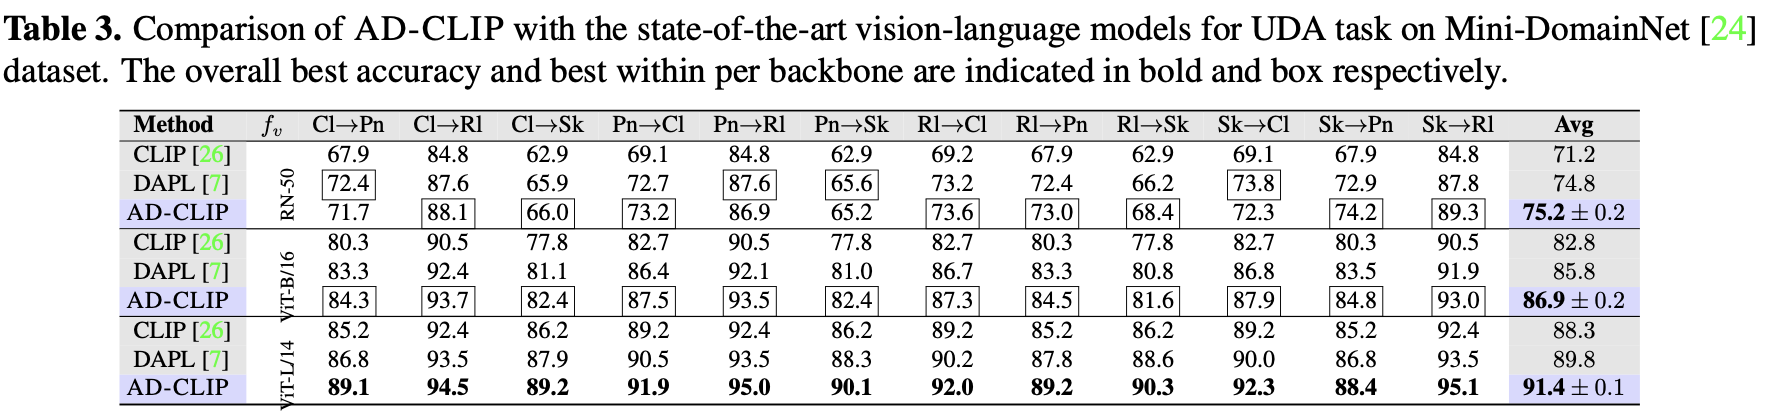 Table 3. Comparison of AD-CLIP with the state-of-the-art vision-language models for UDA task on Mini-DomainNet [24]
dataset. The overall best accuracy and best within per backbone are indicated in bold and box respectively.
Method f_v Cl→Pn Cl→Rl Cl→Sk Pn→Cl Pn→Rl Pn→Sk Rl→Cl Rl→Pn Rl→Sk Sk→Cl Sk→Pn Sk→Rl Avg
RN-50
CLIP [26] 67.9 84.8 62.9 69.1 84.8 62.9 69.2 67.9 62.9 69.1 67.9 84.8 71.2
DAPL [7] 72.4 87.6 65.9 72.7 87.6 65.6 73.2 72.4 66.2 73.8 72.9 87.8 74.8
AD-CLIP 71.7 88.1 66.0 73.2 86.9 65.2 73.6 73.0 68.4 72.3 74.2 89.3 75.2 ± 0.2
ViT-B/16
CLIP [26] 80.3 90.5 77.8 82.7 90.5 77.8 82.7 80.3 77.8 82.7 80.3 90.5 82.8
DAPL [7] 83.3 92.4 81.1 86.4 92.1 81.0 86.7 83.3 80.8 86.8 83.5 91.9 85.8
AD-CLIP 84.3 93.7 82.4 87.5 93.5 82.4 87.3 84.5 81.6 87.9 84.8 93.0 86.9 ± 0.2
ViT-L/14
CLIP [26] 85.2 92.4 86.2 89.2 92.4 86.2 89.2 85.2 86.2 89.2 85.2 92.4 88.3
DAPL [7] 86.8 93.5 87.9 90.5 93.5 88.3 90.2 87.8 88.6 90.0 86.8 93.5 89.8
AD-CLIP 89.1 94.5 89.2 91.9 95.0 90.1 92.0 89.2 90.3 92.3 88.4 95.1 91.4 ± 0.1